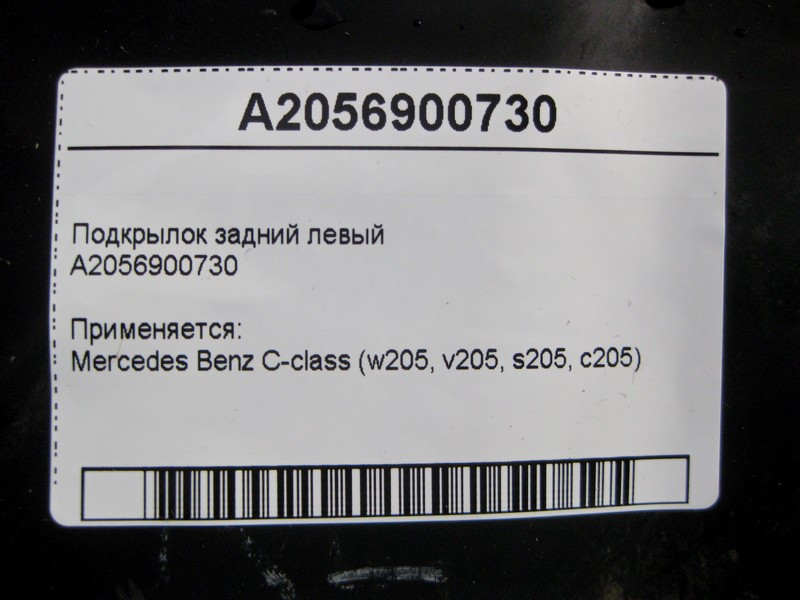 A2056900730
Подкрылок задний левый
A2056900730
Применяется:
Mercedes Benz C-class (w205, v205, s205, c205)